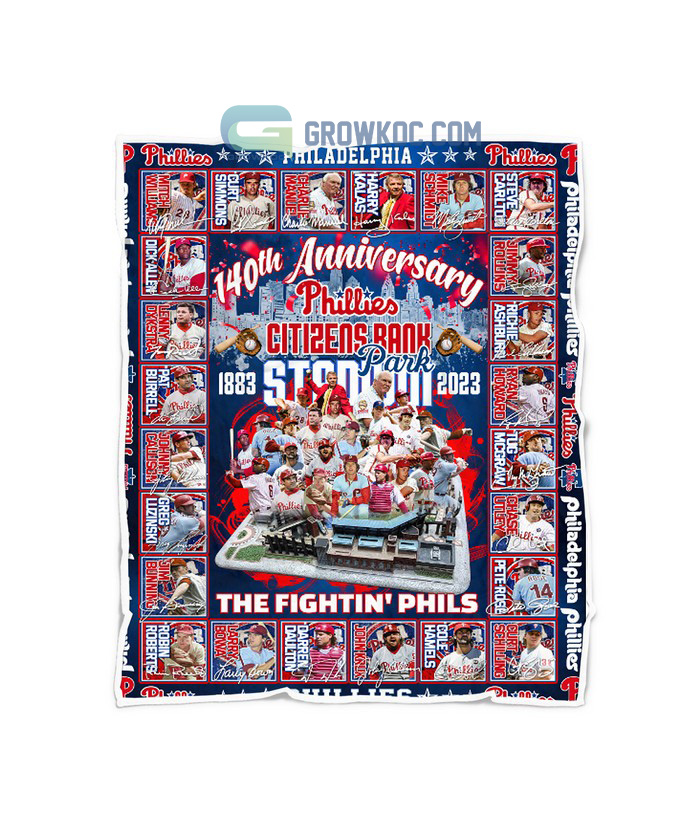 GROWKOC.COM
Phillies ☆☆☆ PHILADELPHIA ☆☆☆ Phillies
MITCH WILLIAMS
CURT SIMMONS
CHARLIE MANUEL
HARRY KALAS
MIKE SCHMIDT
STEVE CARLTON
DICK ALLEN
JIMMY ROLLINS
LENNY DYKSTRA
RICHIE ASHBURN
PAT BURRELL
RYAN HOWARD
JOHNNY CALLISON
TUG MCGRAW
GREG LUZINSKI
CHASE UTLEY
JIM BUNNING
PETE ROSE
140th Anniversary
Phillies
CITIZENS BANK
Park
1883 STADIUM 2023
THE FIGHTIN' PHILS
ROBIN ROBERTS
LARRY BOWA
DARREN DAULTON
JOHN KRUK
COLE HAMELS
CURT SCHILLING
PHILLIES
philadelphia
phillies
philadelphia
phillies